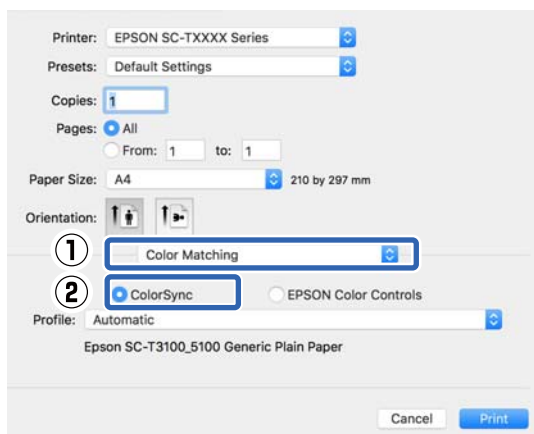 Printer: EPSON SC-TXXXX Series
Presets: Default Settings
Copies: 1
Pages: All
From: 1 to: 1
Paper Size: A4 210 by 297 mm
Orientation:
① Color Matching
② ColorSync EPSON Color Controls
Profile: Automatic
Epson SC-T3100_5100 Generic Plain Paper
Cancel Print